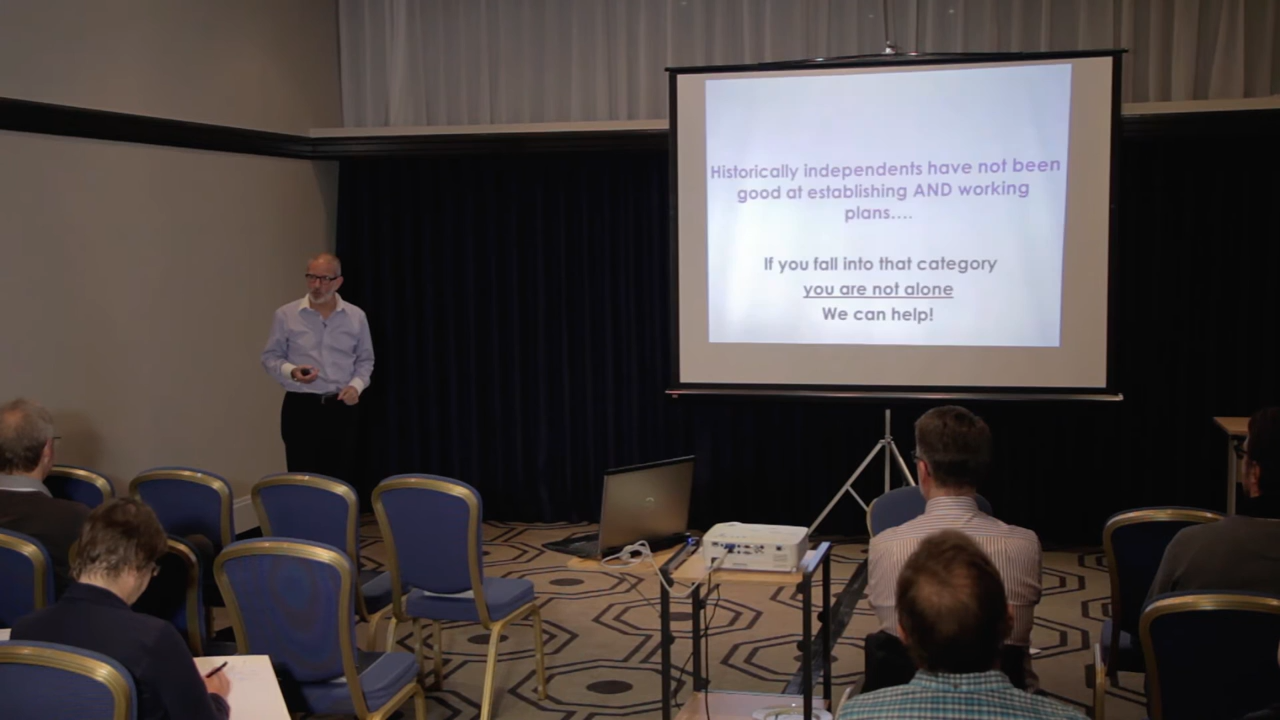 Historically independents have not been
good at establishing AND working
plans....
If you fall into that category
you are not alone
We can help!